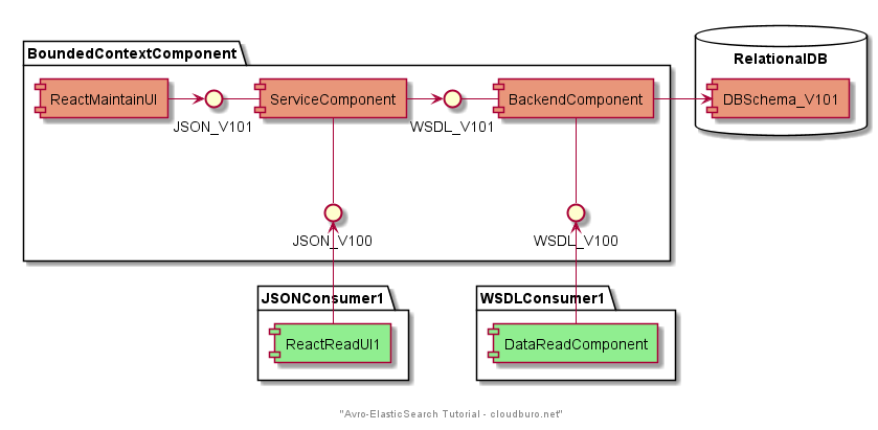 BoundedContextComponent
RelationalDB
ReactMaintainUI
ServiceComponent
BackendComponent
DBSchema_V101
JSON_V101
WSDL_V101
JSON_V100
WSDL_V100
JSONConsumer1
WSDLConsumer1
ReactReadUI1
DataReadComponent
"Avro-ElasticSearch Tutorial - cloudburo.net"